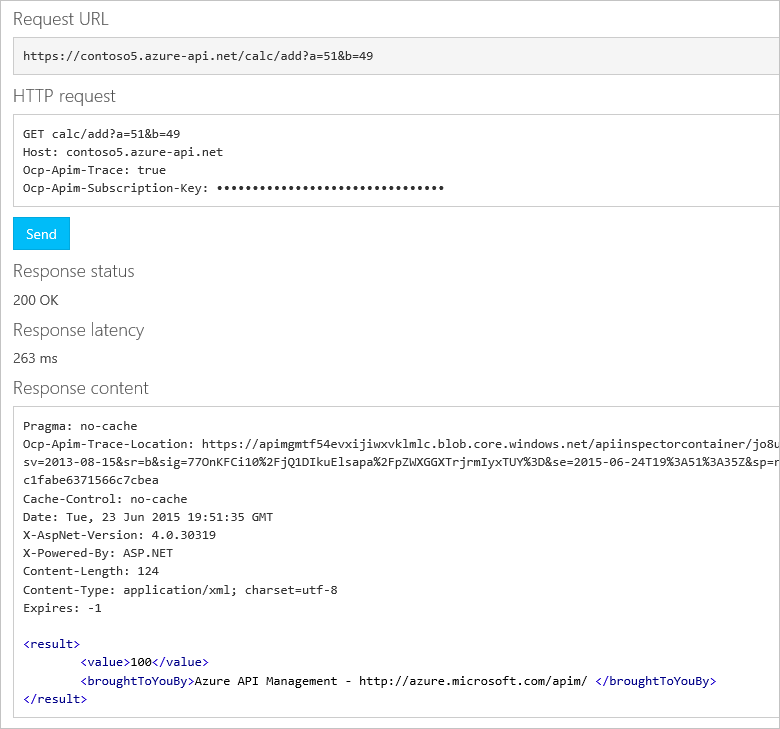 Request URL
https://contoso5.azure-api.net/calc/add?a=51&b=49
HTTP request
GET calc/add?a=51&b=49
Host: contoso5.azure-api.net
Ocp-Apim-Trace: true
Ocp-Apim-Subscription-Key: ••••••••••••••••••••••••••••••••
Send
Response status
200 OK
Response latency
263 ms
Response content
Pragma: no-cache
Ocp-Apim-Trace-Location: https://apimgmtf54evxijiwxvklmlc.blob.core.windows.net/apiinspectorcontainer/jo8u
sv=2013-08-15&sr=b&sig=77OnKFCi10%2FjQ1DIkuElsapa%2FpZWXGGXTrjrmIyxTUY%3D&se=2015-06-24T19%3A51%3A35Z&sp=r
c1fabe6371566c7cbea
Cache-Control: no-cache
Date: Tue, 23 Jun 2015 19:51:35 GMT
X-AspNet-Version: 4.0.30319
X-Powered-By: ASP.NET
Content-Length: 124
Content-Type: application/xml; charset=utf-8
Expires: -1
<result>
<value>100</value>
<broughtToYouBy>Azure API Management - http://azure.microsoft.com/apim/ </broughtToYouBy>
</result>